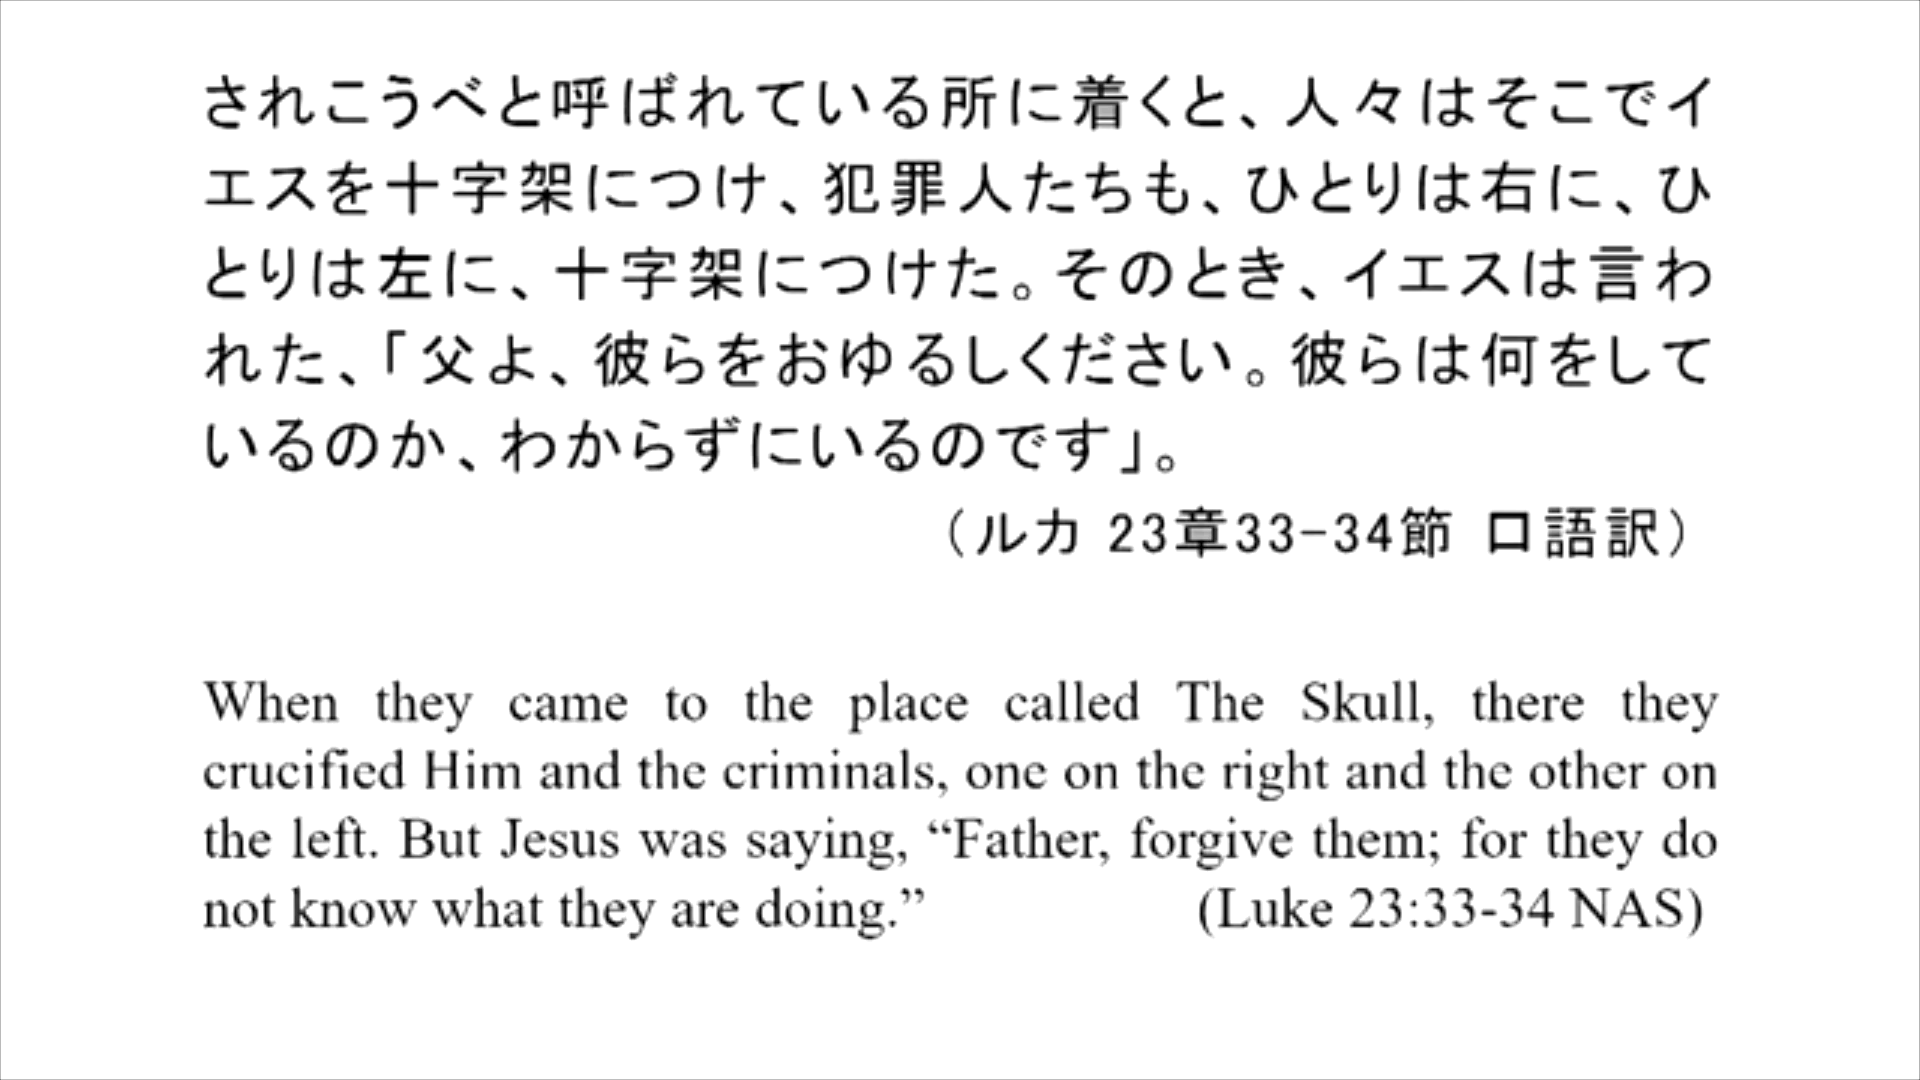 されこうべと呼ばれている所に着くと、人々はそこでイ
エスを十字架につけ、犯罪人たちも、ひとりは右に、ひ
とりは左に、十字架につけた。そのとき、イエスは言わ
れた、「父よ、彼らをおゆるしください。彼らは何をして
いるのか、わからずにいるのです」。
（ルカ 23章33-34節 口語訳）
When they came to the place called The Skull, there they
crucified Him and the criminals, one on the right and the other on
the left. But Jesus was saying, “Father, forgive them; for they do
not know what they are doing.” (Luke 23:33-34 NAS)